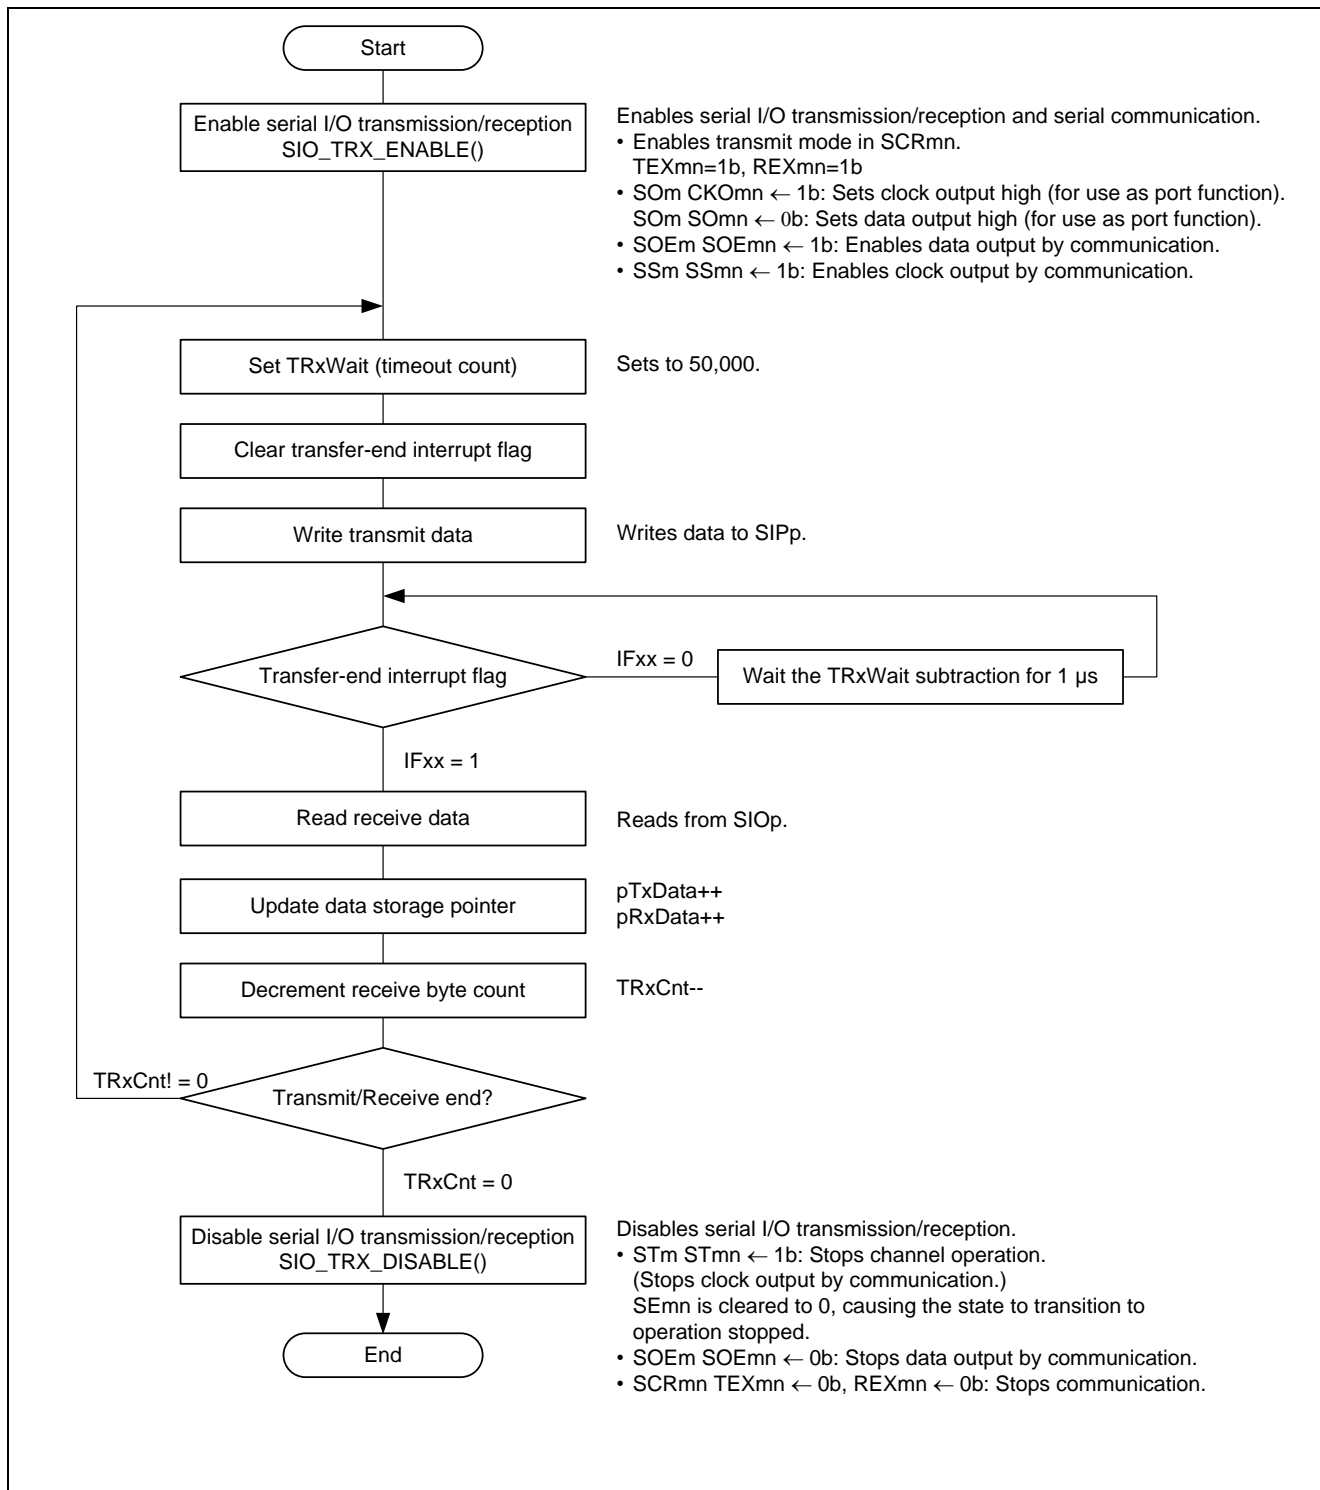 Start
Enable serial I/O transmission/reception
SIO_TRX_ENABLE()
Enables serial I/O transmission/reception and serial communication.
• Enables transmit mode in SCRmn.
TEXmn=1b, REXmn=1b
• SOm CKOmn ← 1b: Sets clock output high (for use as port function).
SOm SOmn ← 0b: Sets data output high (for use as port function).
• SOEm SOEmn ← 1b: Enables data output by communication.
• SSm SSmn ← 1b: Enables clock output by communication.
Set TRxWait (timeout count)
Sets to 50,000.
Clear transfer-end interrupt flag
Write transmit data
Writes data to SIPp.
Transfer-end interrupt flag
IFxx = 0
Wait the TRxWait subtraction for 1 µs
IFxx = 1
Read receive data
Reads from SIOp.
Update data storage pointer
pTxData++
pRxData++
Decrement receive byte count
TRxCnt--
TRxCnt! = 0
Transmit/Receive end?
TRxCnt = 0
Disable serial I/O transmission/reception
SIO_TRX_DISABLE()
Disables serial I/O transmission/reception.
• STm STmn ← 1b: Stops channel operation.
(Stops clock output by communication.)
SEmn is cleared to 0, causing the state to transition to
operation stopped.
• SOEm SOEmn ← 0b: Stops data output by communication.
• SCRmn TEXmn ← 0b, REXmn ← 0b: Stops communication.
End